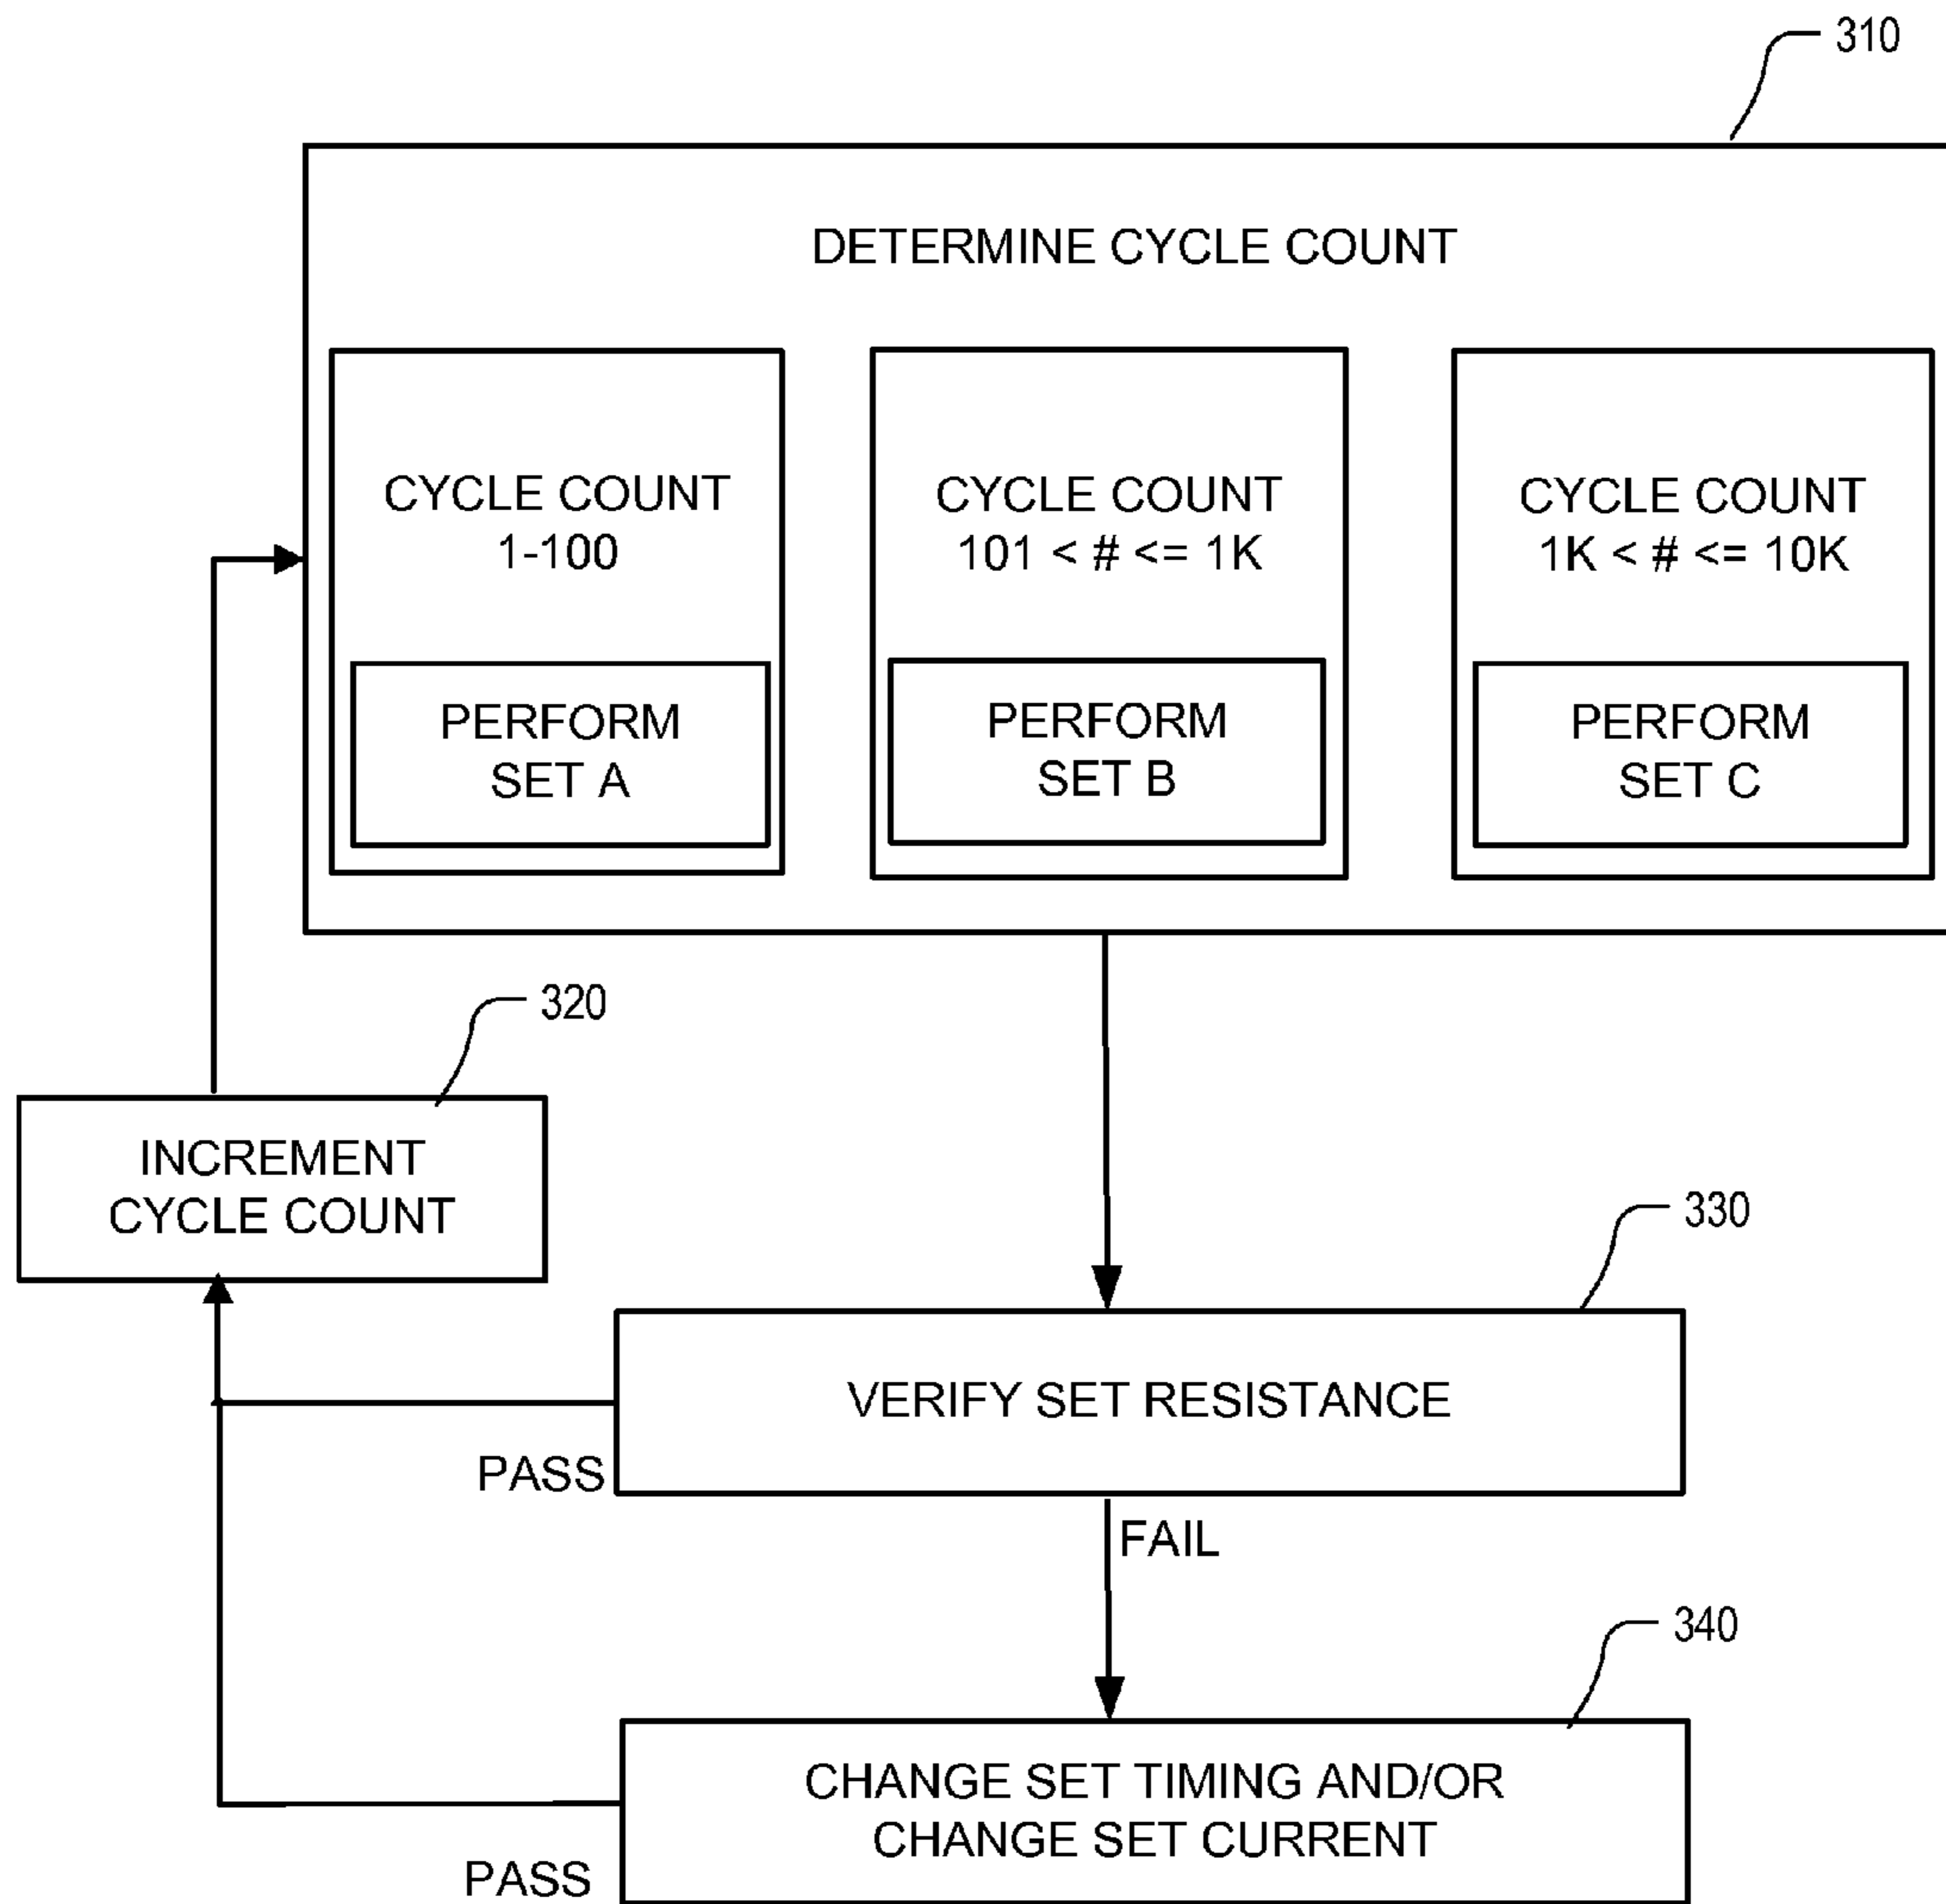 310
DETERMINE CYCLE COUNT
CYCLE COUNT
1-100
PERFORM
SET A
CYCLE COUNT
101 < # <= 1K
PERFORM
SET B
CYCLE COUNT
1K < # <= 10K
PERFORM
SET C
320
INCREMENT
CYCLE COUNT
330
VERIFY SET RESISTANCE
PASS
FAIL
340
CHANGE SET TIMING AND/OR
CHANGE SET CURRENT
PASS